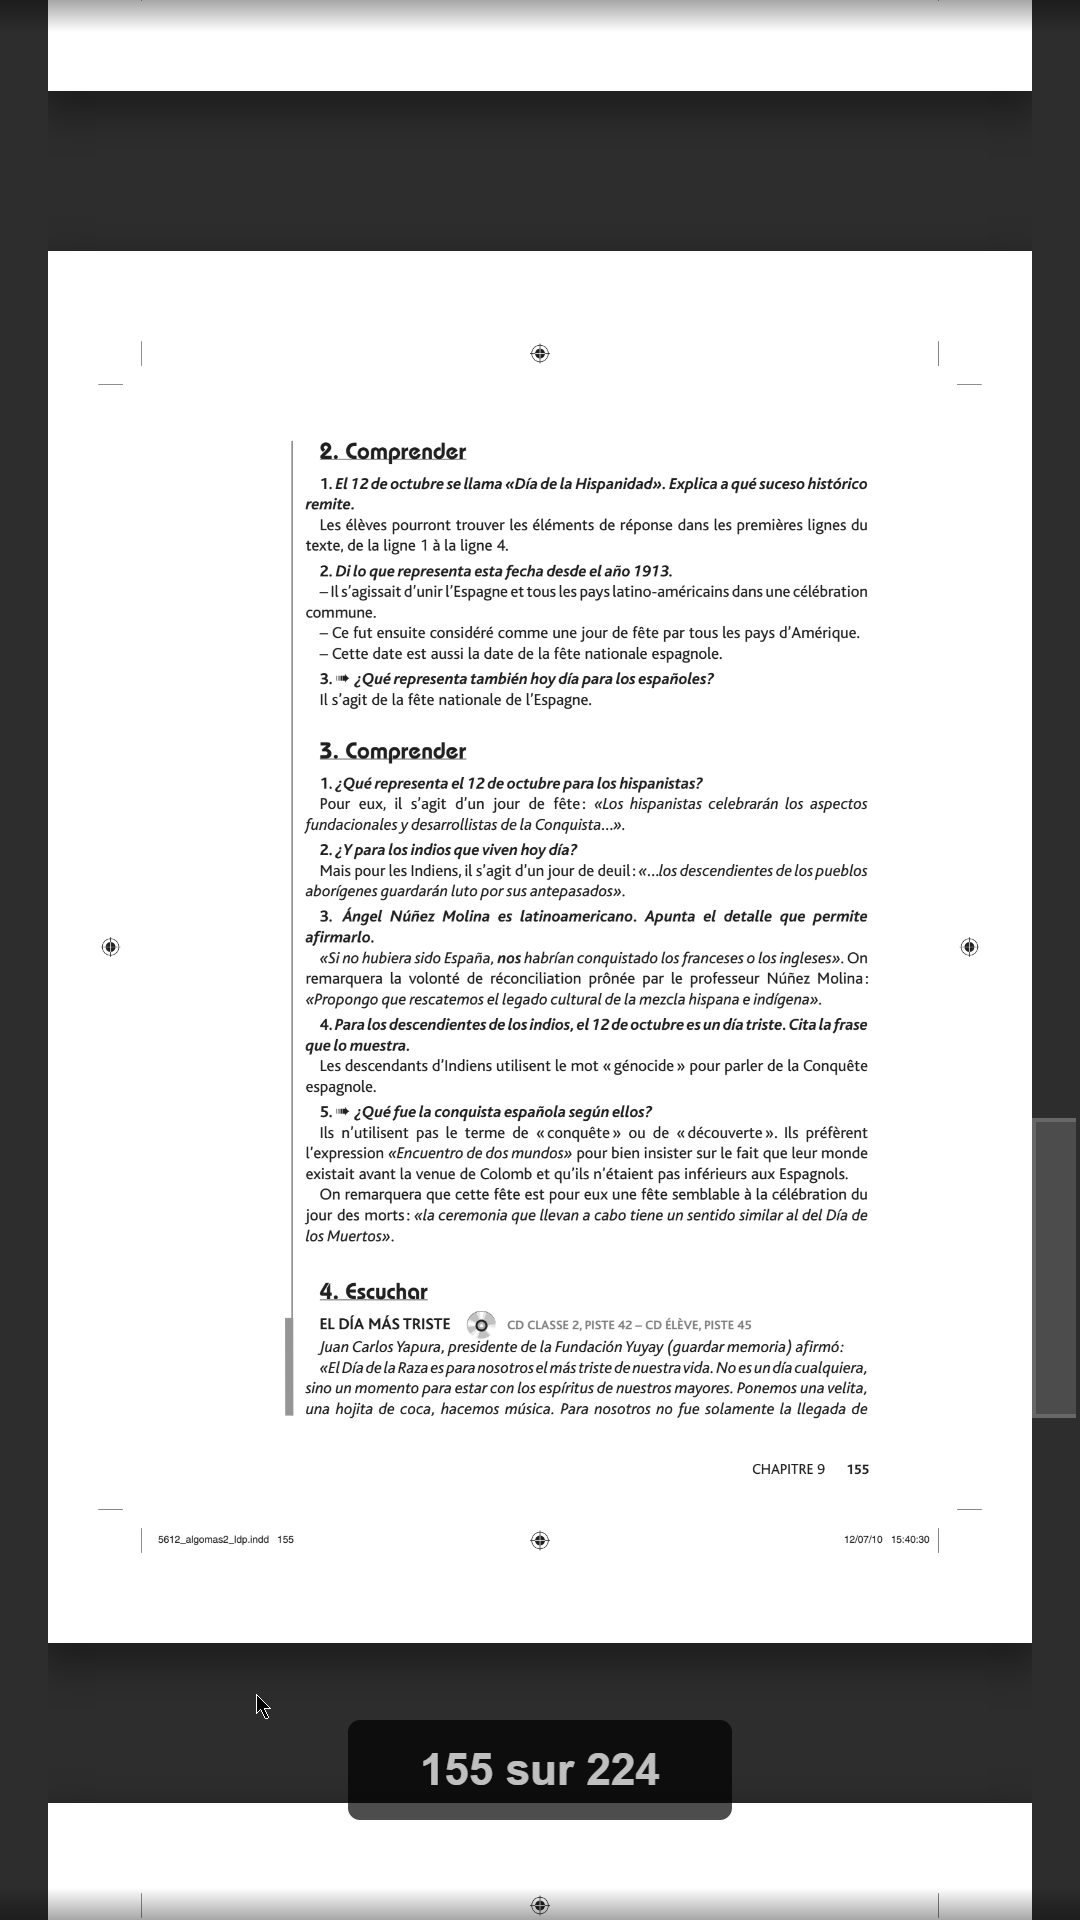 2. Comprender
1. El 12 de octubre se llama «Día de la Hispanidad». Explica a qué suceso histórico
remite.
Les élèves pourront trouver les éléments de réponse dans les premières lignes du
texte, de la ligne 1 à la ligne 4.
2. Di lo que representa esta fecha desde el año 1913.
– Il s'agissait d'unir l'Espagne et tous les pays latino-américains dans une célébration
commune.
– Ce fut ensuite considéré comme une jour de fête par tous les pays d'Amérique.
– Cette date est aussi la date de la fête nationale espagnole.
3. ➠ ¿Qué representa también hoy día para los españoles?
Il s'agit de la fête nationale de l'Espagne.
3. Comprender
1. ¿Qué representa el 12 de octubre para los hispanistas?
Pour eux, il s'agit d'un jour de fête : «Los hispanistas celebrarán los aspectos
fundacionales y desarrollistas de la Conquista...».
2. ¿Y para los indios que viven hoy día?
Mais pour les Indiens, il s'agit d'un jour de deuil : «...los descendientes de los pueblos
aborígenes guardarán luto por sus antepasados».
3. Ángel Núñez Molina es latinoamericano. Apunta el detalle que permite
afirmarlo.
«Si no hubiera sido España, nos habrían conquistado los franceses o los ingleses». On
remarquera la volonté de réconciliation prônée par le professeur Núñez Molina :
«Propongo que rescatemos el legado cultural de la mezcla hispana e indígena».
4. Para los descendientes de los indios, el 12 de octubre es un día triste. Cita la frase
que lo muestra.
Les descendants d'Indiens utilisent le mot « génocide » pour parler de la Conquête
espagnole.
5. ➠ ¿Qué fue la conquista española según ellos?
Ils n'utilisent pas le terme de « conquête » ou de « découverte ». Ils préfèrent
l'expression «Encuentro de dos mundos» pour bien insister sur le fait que leur monde
existait avant la venue de Colomb et qu'ils n'étaient pas inférieurs aux Espagnols.
On remarquera que cette fête est pour eux une fête semblable à la célébration du
jour des morts : «la ceremonia que llevan a cabo tiene un sentido similar al del Día de
los Muertos».
4. Escuchar
EL DÍA MÁS TRISTE CD CLASSE 2, PISTE 42 – CD ÉLÈVE, PISTE 45
Juan Carlos Yapura, presidente de la Fundación Yuyay (guardar memoria) afirmó:
«El Día de la Raza es para nosotros el más triste de nuestra vida. No es un día cualquiera,
sino un momento para estar con los espíritus de nuestros mayores. Ponemos una velita,
una hojita de coca, hacemos música. Para nosotros no fue solamente la llegada de
CHAPITRE 9 155
5612_algomas2_ldp.indd 155 12/07/10 15:40:30
155 sur 224